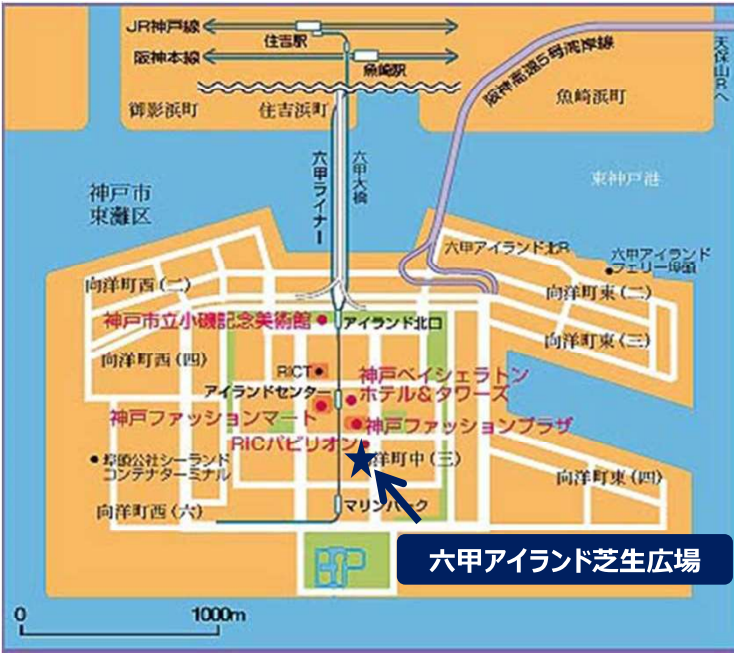 JR神戸線
住吉駅
阪神本線
魚崎駅
阪神高速5号湾岸線
天保山Rへ
御影浜町
住吉浜町
魚崎浜町
六甲ライナー
六甲大橋
神戸市
東灘区
東神戸港
六甲アイランド北R
六甲アイランド
フェリー埠頭
向洋町西(二)
向洋町東(二)
神戸市立小磯記念美術館
アイランド北口
向洋町東(三)
向洋町西(四)
RICT
神戸ベイシェラトン
ホテル&タワーズ
アイランドセンター
神戸ファッションマート
神戸ファッションプラザ
RICパビリオン
洋町中(三)
埠頭公社シーランド
コンテナターミナル
向洋町東(四)
向洋町西(六)
マリンパーク
六甲アイランド芝生広場
0
1000m